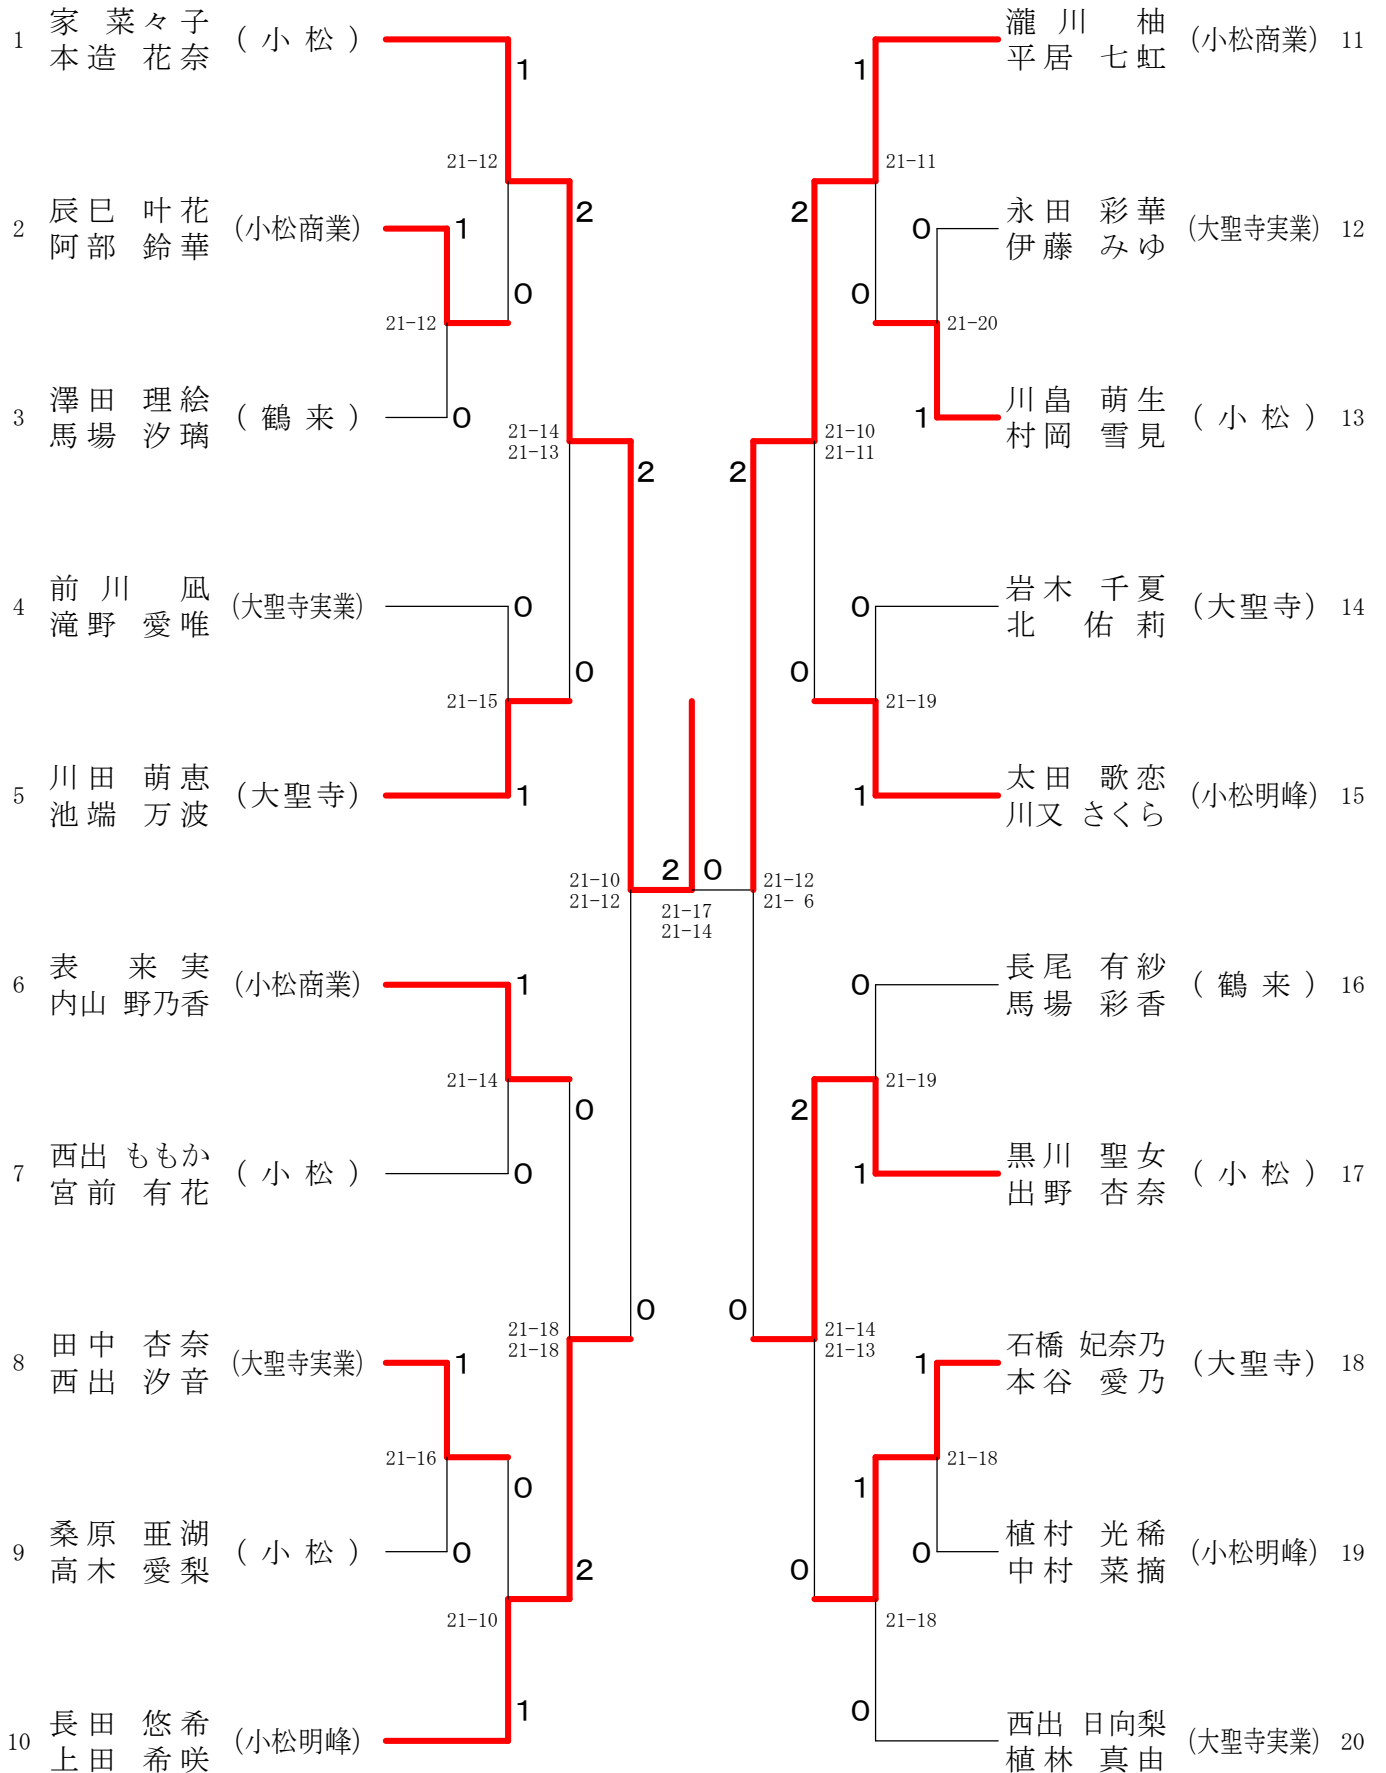 1 家 菜々子 (小松)
本造 花奈
2 辰巳 叶花 (小松商業)
阿部 鈴華
3 澤田 理絵 (鶴来)
馬場 汐璃
4 前川 凪 (大聖寺実業)
滝野 愛唯
5 川田 萌恵 (大聖寺)
池端 万波
6 表 来実 (小松商業)
内山 野乃香
7 西出 ももか (小松)
宮前 有花
8 田中 杏奈 (大聖寺実業)
西出 汐音
9 桑原 亜湖 (小松)
高木 愛梨
10 長田 悠希 (小松明峰)
上田 希咲
1
21-12
2
1
0
21-12
0
21-14
21-13
2
0
0
21-15
1
21-10
21-12
1
21-14
0
0
0
21-18
21-18
1
21-16
0
0
2
21-10
1
2 0
21-17
21-14
瀧川 柚 (小松商業) 11
平居 七虹
永田 彩華 (大聖寺実業) 12
伊藤 みゆ
川畠 萌生 (小松) 13
村岡 雪見
岩木 千夏 (大聖寺) 14
北 佑莉
太田 歌恋 (小松明峰) 15
川又 さくら
長尾 有紗 (鶴来) 16
馬場 彩香
黒川 聖女 (小松) 17
出野 杏奈
石橋 妃奈乃 (大聖寺) 18
本谷 愛乃
植村 光稀 (小松明峰) 19
中村 菜摘
西出 日向梨 (大聖寺実業) 20
植林 真由
1
21-11
2
0
0
21-20
1
2
21-10
21-11
0
0
21-19
1
21-12
21- 6
0
21-19
2
1
0
21-14
21-13
1
21-18
1
0
0
21-18
0